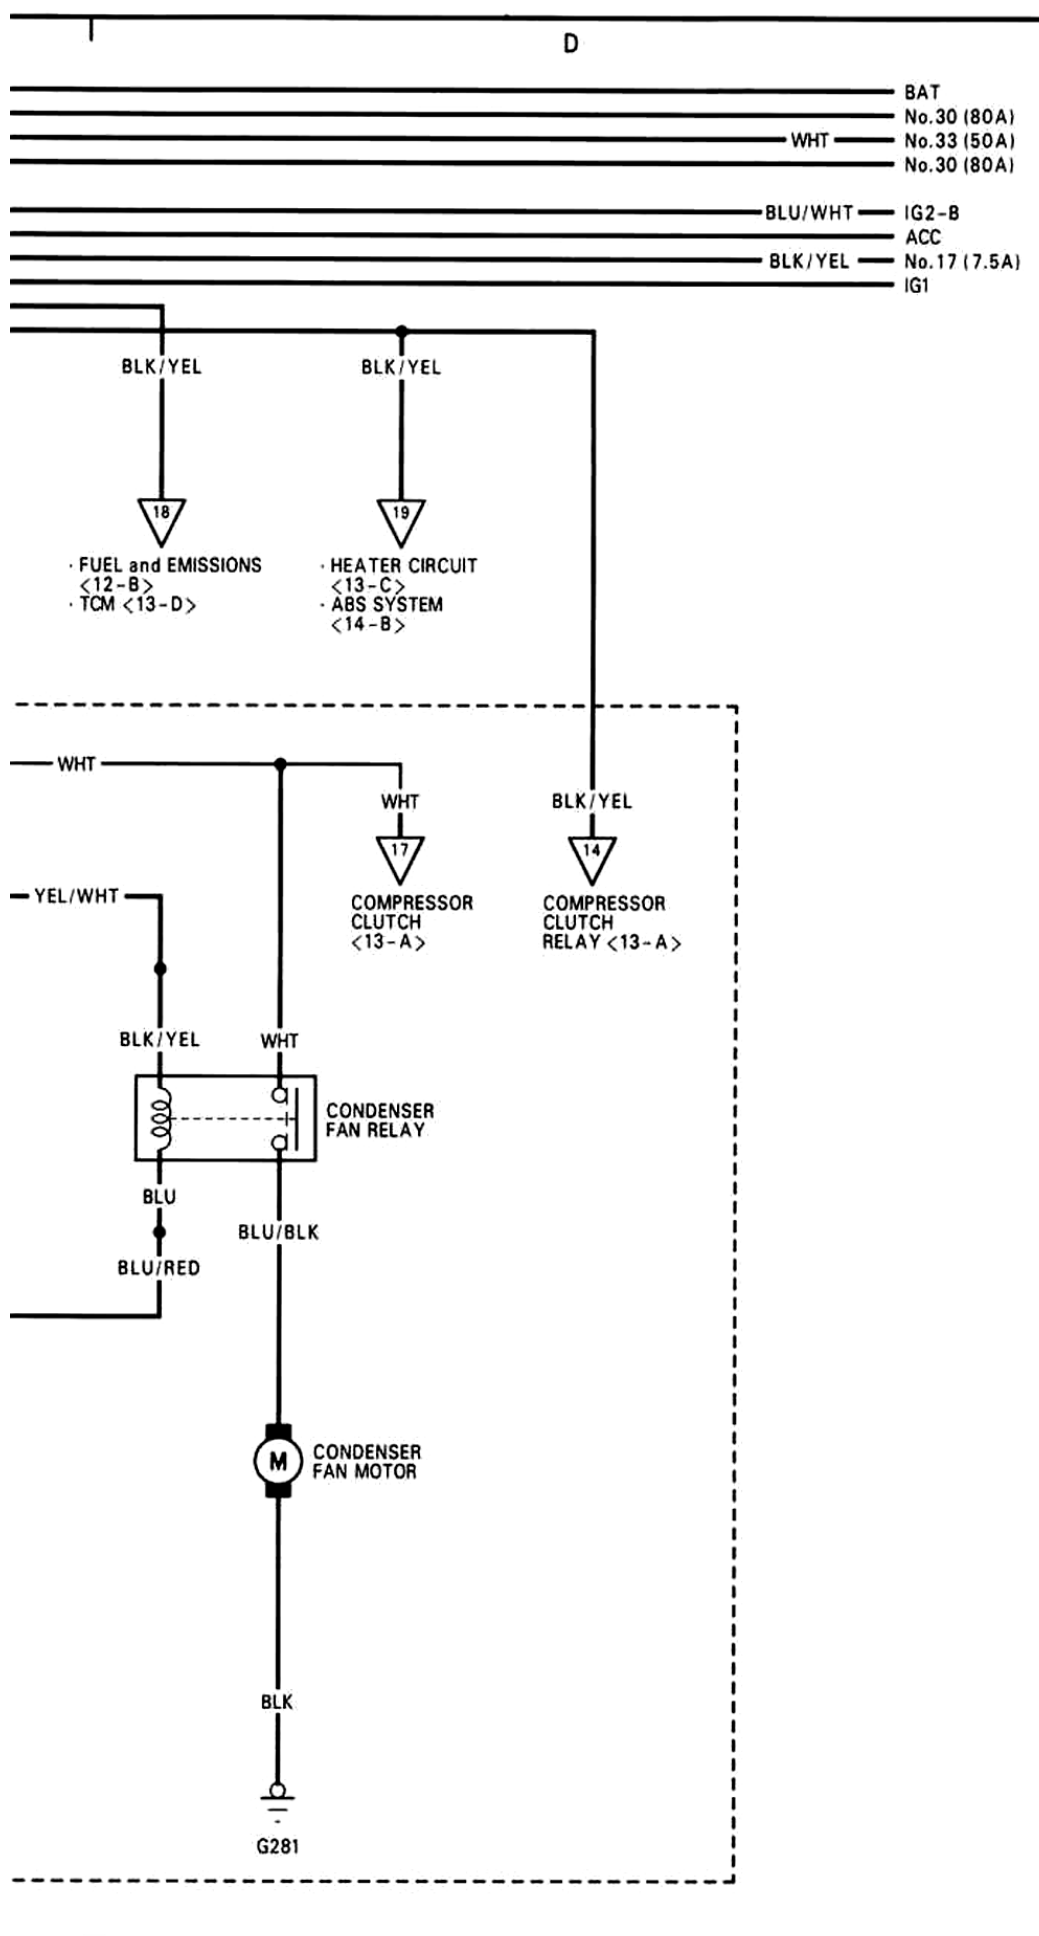 D
BAT
No.30 (80A)
WHT No.33 (50A)
No.30 (80A)
BLU/WHT IG2-B
ACC
BLK/YEL No.17 (7.5A)
IG1
BLK/YEL BLK/YEL
18 19
· FUEL and EMISSIONS
<12-B>
· TCM <13-D>
· HEATER CIRCUIT
<13-C>
· ABS SYSTEM
<14-B>
WHT
WHT BLK/YEL
17 14
YEL/WHT
COMPRESSOR
CLUTCH
<13-A>
COMPRESSOR
CLUTCH
RELAY <13-A>
BLK/YEL WHT
CONDENSER
FAN RELAY
BLU
BLU/BLK
BLU/RED
M
CONDENSER
FAN MOTOR
BLK
G281